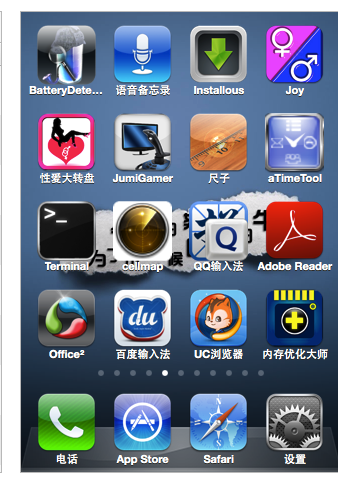 BatteryDete...
语音备忘录
Installous
Joy
性爱大转盘
JumiGamer
尺子
aTimeTool
>_
Terminal
cellmap
Q
QQ输入法
Adobe Reader
Office²
du
百度输入法
UC浏览器
内存优化大师
电话
App Store
Safari
设置